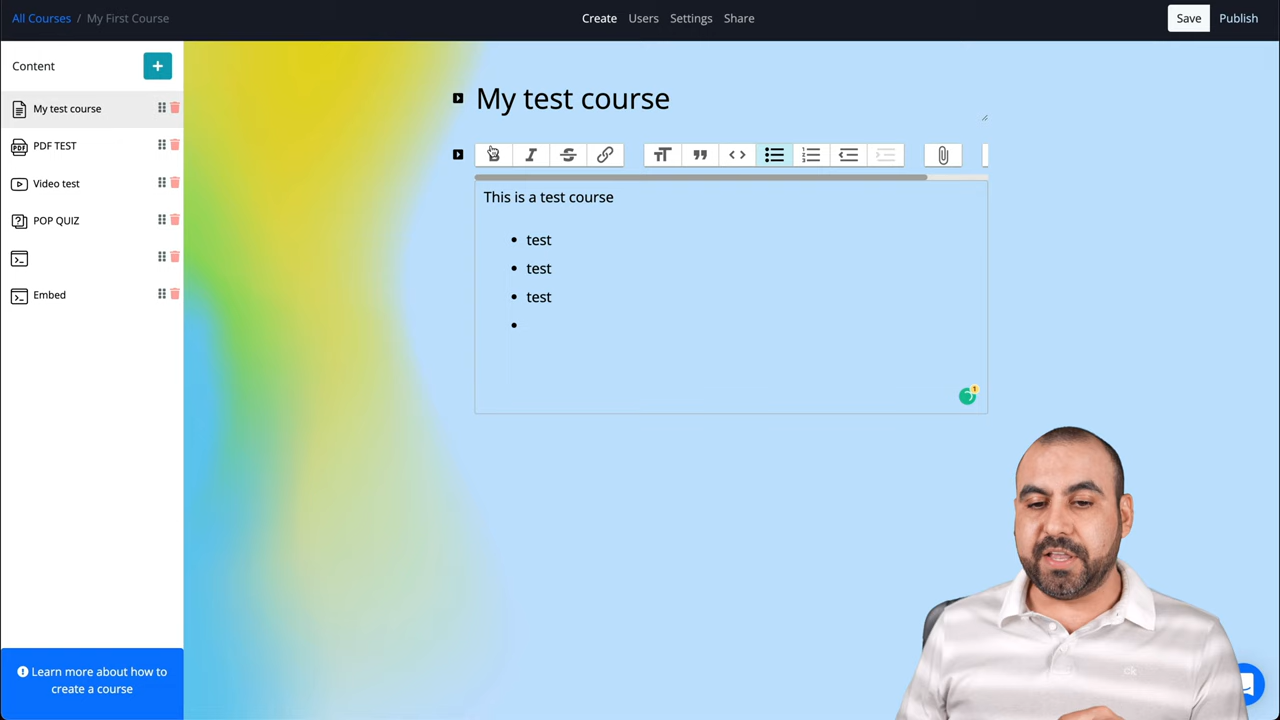 All Courses / My First Course
Create Users Settings Share
Save Publish
Content
My test course
PDF TEST
Video test
POP QUIZ
Embed
My test course
This is a test course
• test
• test
• test
•
1
Learn more about how to
create a course
ck